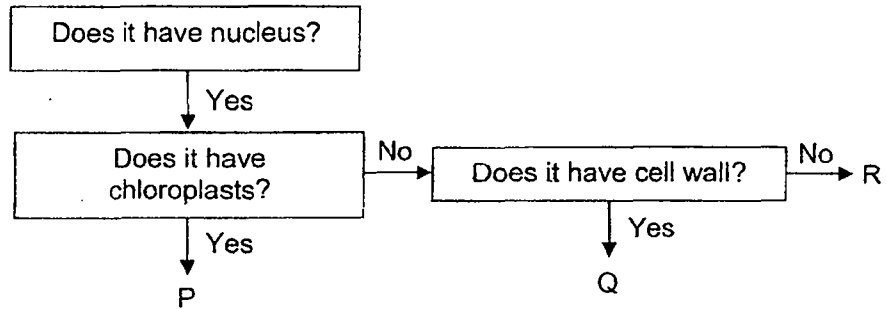 Does it have nucleus?
Yes
Does it have
chloroplasts?
No
Does it have cell wall?
No
R
Yes
Yes
P
Q